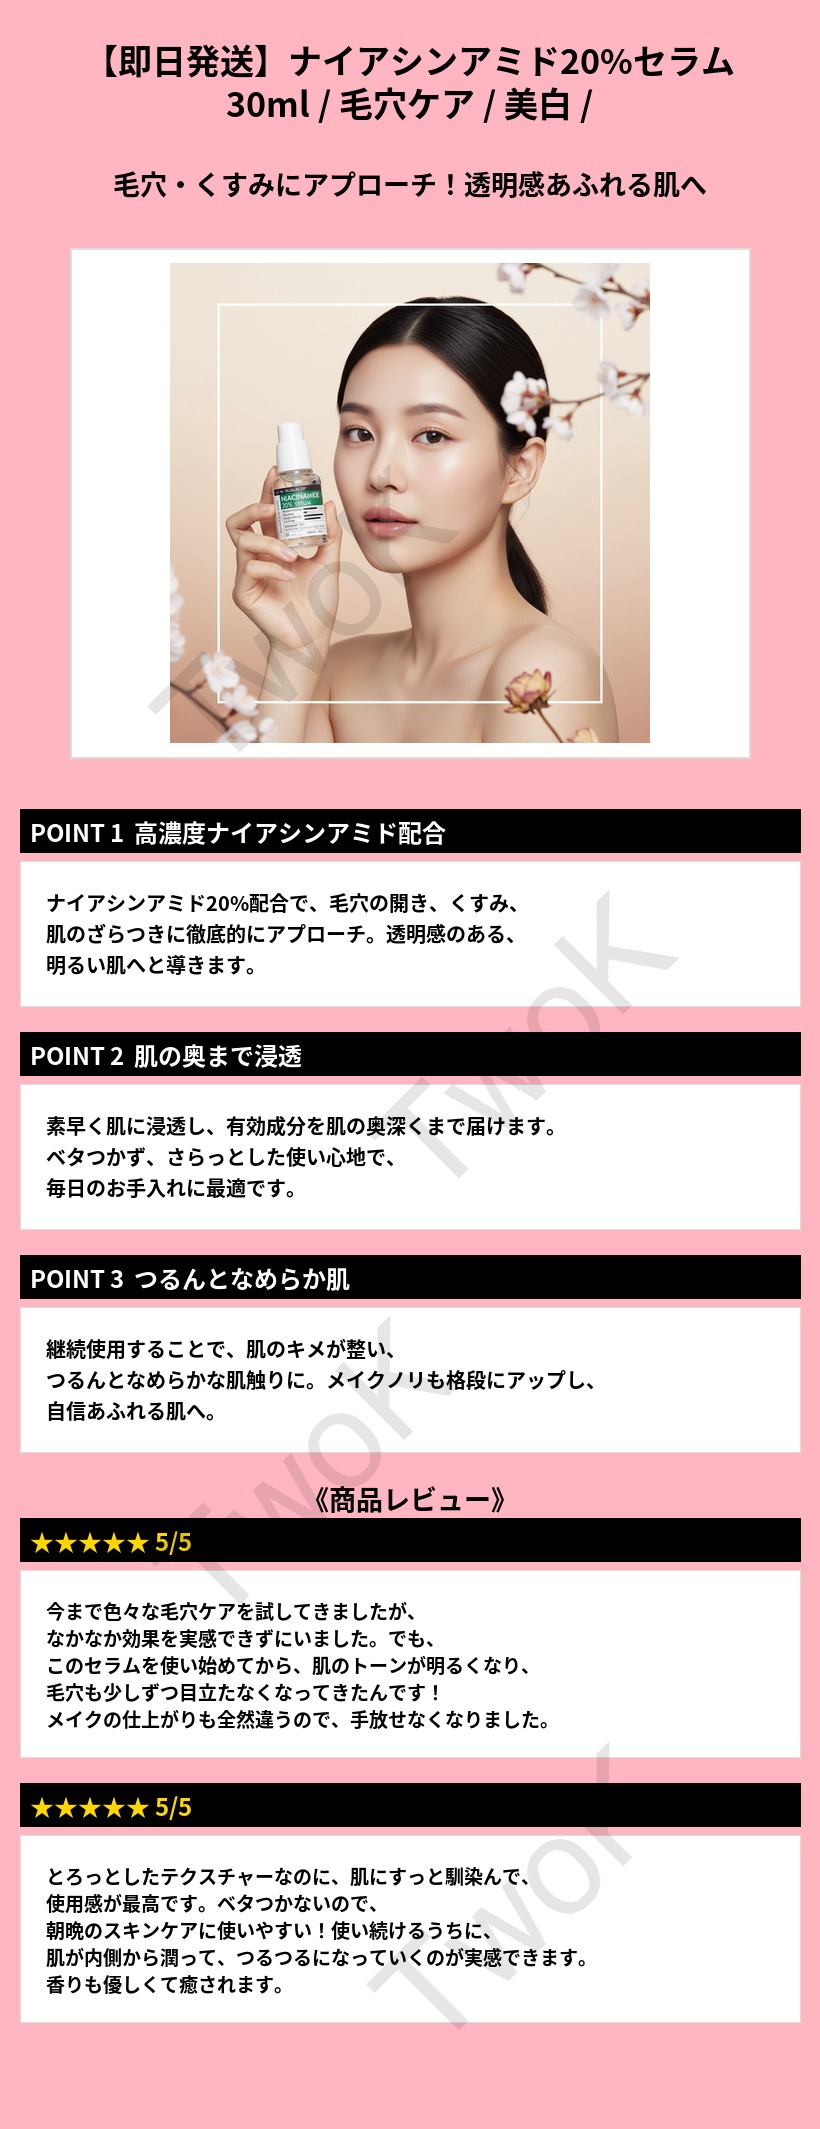 【即日発送】ナイアシンアミド20%セラム
30ml / 毛穴ケア / 美白 /
毛穴・くすみにアプローチ！透明感あふれる肌へ
NIACINAMIDE
20% SERUM
TwoK
POINT 1 高濃度ナイアシンアミド配合
ナイアシンアミド20%配合で、毛穴の開き、くすみ、
肌のざらつきに徹底的にアプローチ。透明感のある、
明るい肌へと導きます。
TwoK
POINT 2 肌の奥まで浸透
素早く肌に浸透し、有効成分を肌の奥深くまで届けます。
ベタつかず、さらっとした使い心地で、
毎日のお手入れに最適です。
POINT 3 つるんとなめらか肌
継続使用することで、肌のキメが整い、
つるんとなめらかな肌触りに。メイクノリも格段にアップし、
自信あふれる肌へ。
TwoK
《商品レビュー》
★★★★★ 5/5
今まで色々な毛穴ケアを試してきましたが、
なかなか効果を実感できずにいました。でも、
このセラムを使い始めてから、肌のトーンが明るくなり、
毛穴も少しずつ目立たなくなってきたんです！
メイクの仕上がりも全然違うので、手放せなくなりました。
★★★★★ 5/5
とろっとしたテクスチャーなのに、肌にすっと馴染んで、
使用感が最高です。ベタつかないので、
朝晩のスキンケアに使いやすい！使い続けるうちに、
肌が内側から潤って、つるつるになっていくのが実感できます。
香りも優しくて癒されます。
TwoK